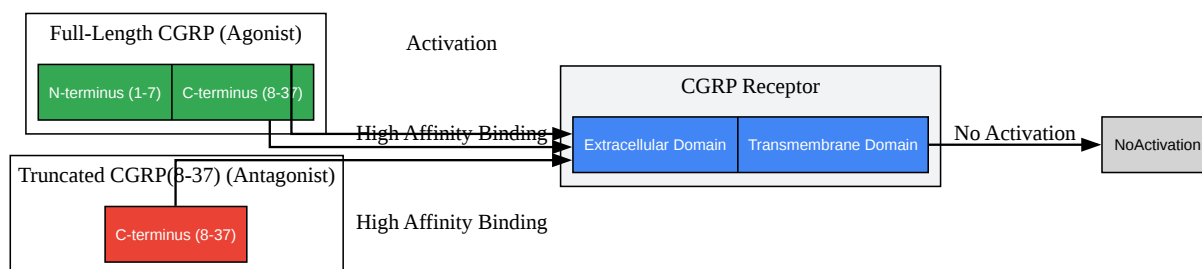 Full-Length CGRP (Agonist)
N-terminus (1-7)
C-terminus (8-37)
Activation
High Affinity Binding
Truncated CGRP(8-37) (Antagonist)
C-terminus (8-37)
High Affinity Binding
CGRP Receptor
Extracellular Domain
Transmembrane Domain
No Activation
NoActivation